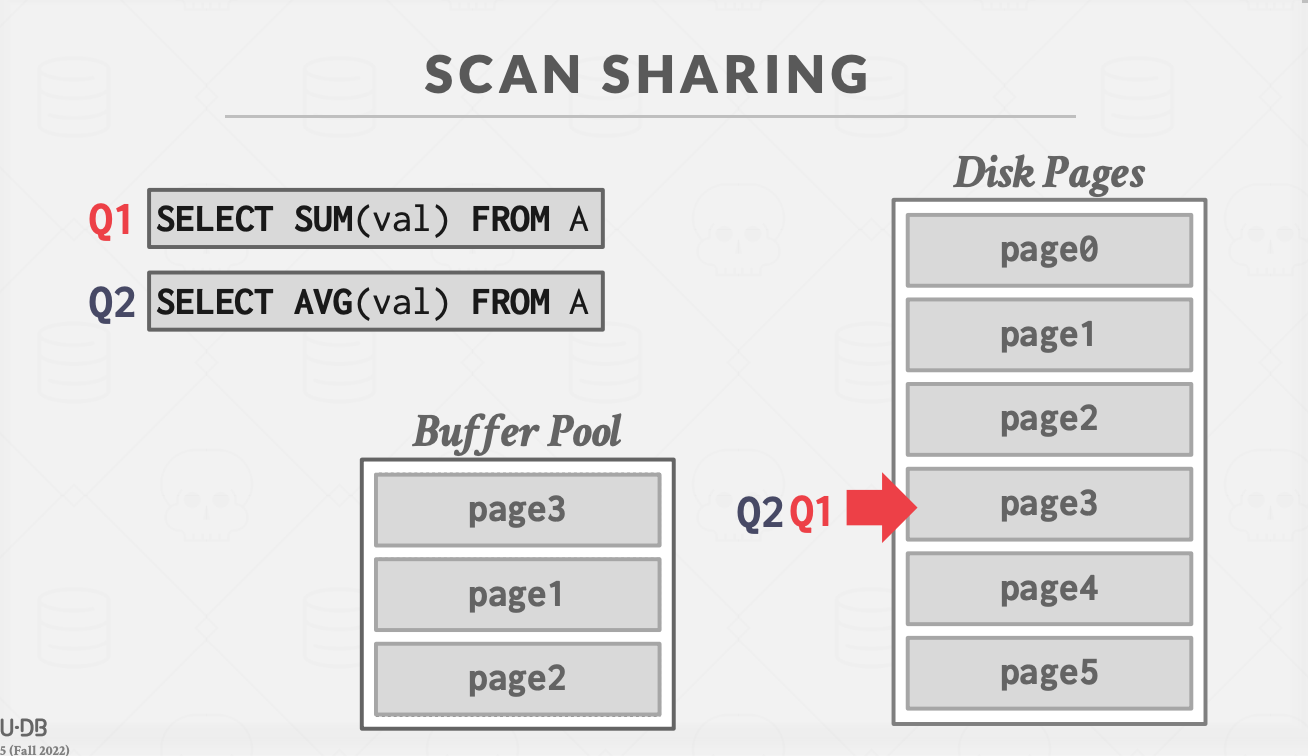 SCAN SHARING
Q1 SELECT SUM(val) FROM A
Q2 SELECT AVG(val) FROM A
Buffer Pool
page3
page1
page2
Q2 Q1
Disk Pages
page0
page1
page2
page3
page4
page5
U·DB
5 (Fall 2022)